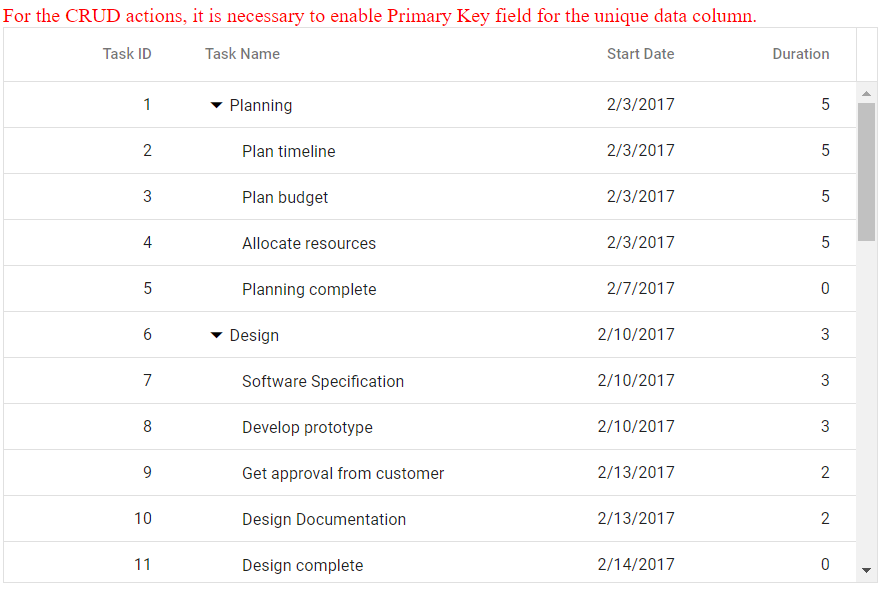 For the CRUD actions, it is necessary to enable Primary Key field for the unique data column.
Task ID Task Name Start Date Duration
1 Planning 2/3/2017 5
2 Plan timeline 2/3/2017 5
3 Plan budget 2/3/2017 5
4 Allocate resources 2/3/2017 5
5 Planning complete 2/7/2017 0
6 Design 2/10/2017 3
7 Software Specification 2/10/2017 3
8 Develop prototype 2/10/2017 3
9 Get approval from customer 2/13/2017 2
10 Design Documentation 2/13/2017 2
11 Design complete 2/14/2017 0